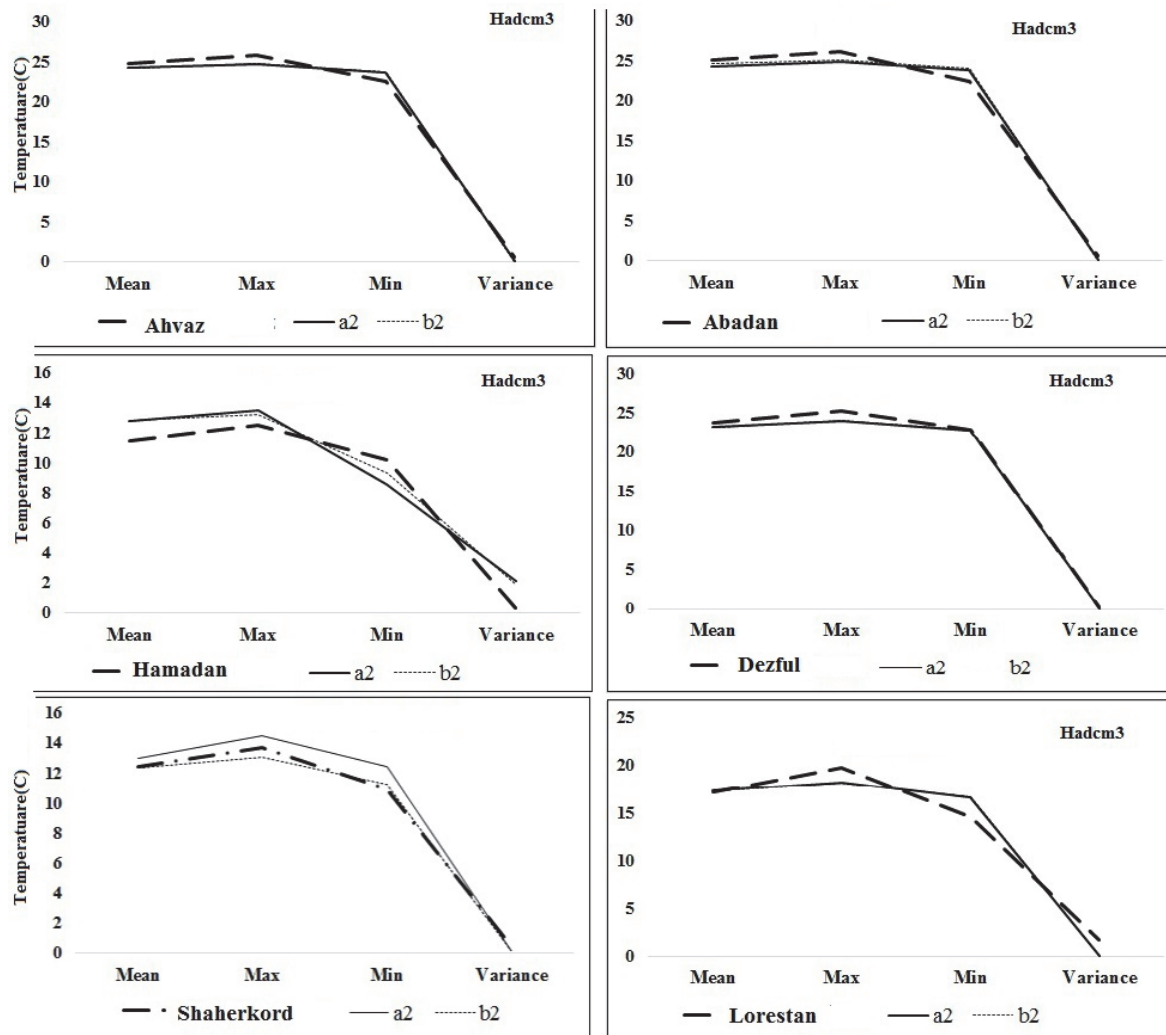 Hadcm3
Temperatuare(C)
30
25
20
15
10
5
0
Mean Max Min Variance
Ahvaz : a2 b2
Hadcm3
30
25
20
15
10
5
0
Mean Max Min Variance
Abadan a2 b2
Hadcm3
Temperatuare(C)
16
14
12
10
8
6
4
2
0
Mean Max Min Variance
Hamadan a2 b2
Hadcm3
30
25
20
15
10
5
0
Mean Max Min Variance
Dezful a2 b2
Temperatuare(C)
16
14
12
10
8
6
4
2
0
Mean Max Min Variance
Shaherkord a2 b2
Hadcm3
25
20
15
10
5
0
Mean Max Min Variance
Lorestan a2 b2